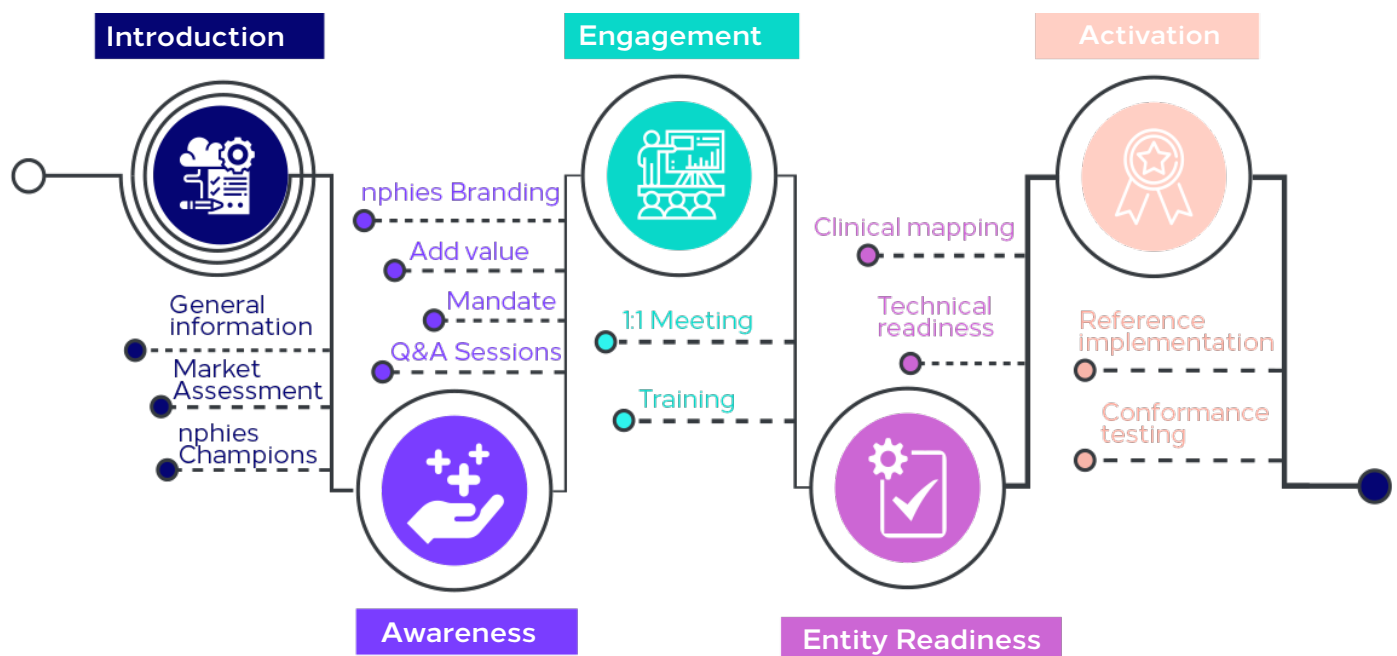 Introduction
General
information
Market
Assessment
nphies
Champions
nphies Branding
Add value
Mandate
Q&A Sessions
Awareness
Engagement
1:1 Meeting
Training
Clinical mapping
Technical
readiness
Entity Readiness
Activation
Reference
implementation
Conformance
testing